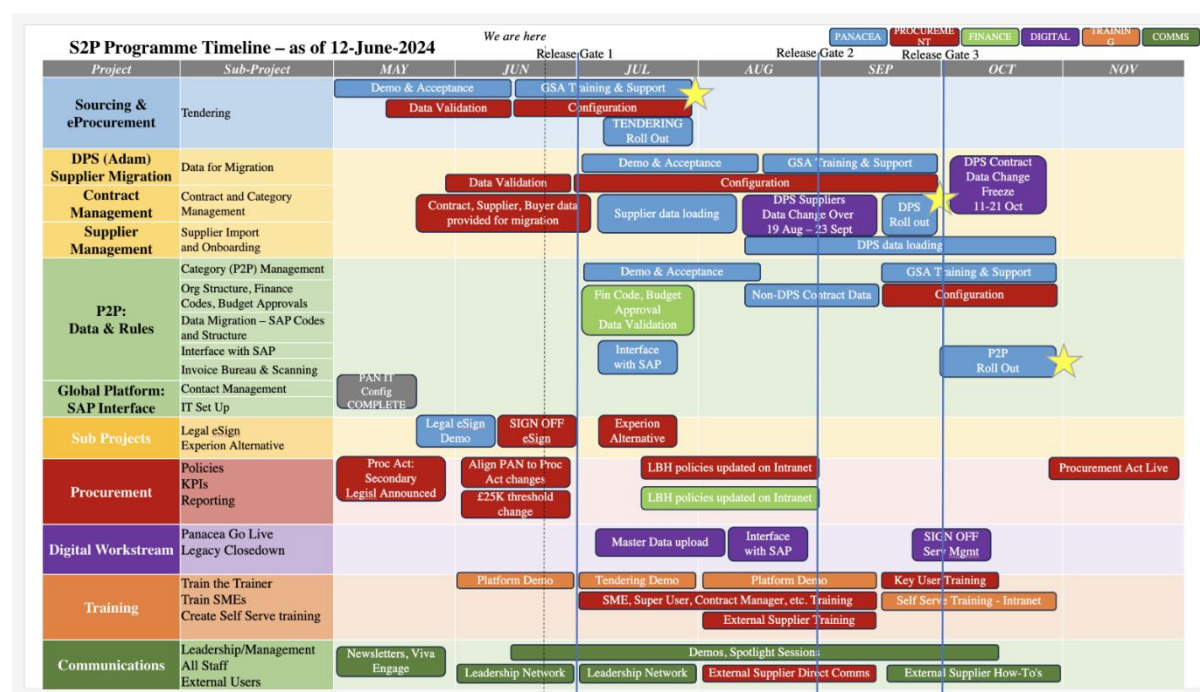 We are here
PANACEA
PROCUREME
NT
FINANCE
DIGITAL
TRAININ
G
COMMS
S2P Programme Timeline – as of 12-June-2024
Release Gate 1
Release Gate 2
Release Gate 3
Project
Sub-Project
MAY
JUN
JUL
AUG
SEP
OCT
NOV
Sourcing &
eProcurement
Tendering
Demo & Acceptance
GSA Training & Support
Data Validation
Configuration
TENDERING
Roll Out
DPS (Adam)
Supplier Migration
Data for Migration
Demo & Acceptance
GSA Training & Support
DPS Contract
Data Change
Freeze
11-21 Oct
Data Validation
Configuration
Contract
Management
Contract and Category
Management
Contract, Supplier, Buyer data
provided for migration
Supplier data loading
DPS Suppliers
Data Change Over
19 Aug – 23 Sept
DPS
Roll out
Supplier
Management
Supplier Import
and Onboarding
DPS data loading
P2P:
Data & Rules
Category (P2P) Management
Demo & Acceptance
GSA Training & Support
Org Structure, Finance
Codes, Budget Approvals
Fin Code, Budget
Approval
Data Validation
Non-DPS Contract Data
Configuration
Data Migration – SAP Codes
and Structure
Interface with SAP
Interface
with SAP
P2P
Roll Out
Invoice Bureau & Scanning
Global Platform:
SAP Interface
Contact Management
IT Set Up
PAN IT
Config
COMPLETE
Sub Projects
Legal eSign
Experion Alternative
Legal eSign
Demo
SIGN OFF
eSign
Experion
Alternative
Procurement
Policies
KPIs
Reporting
Proc Act:
Secondary
Legisl Announced
Align PAN to Proc
Act changes
£25K threshold
change
LBH policies updated on Intranet
LBH policies updated on Intranet
Procurement Act Live
Digital Workstream
Panacea Go Live
Legacy Closedown
Master Data upload
Interface
with SAP
SIGN OFF
Serv Mgmt
Training
Train the Trainer
Train SMEs
Create Self Serve training
Platform Demo
Tendering Demo
Platform Demo
Key User Training
SME, Super User, Contract Manager, etc. Training
Self Serve Training - Intranet
External Supplier Training
Communications
Leadership/Management
All Staff
External Users
Newsletters, Viva
Engage
Demos, Spotlight Sessions
Leadership Network
Leadership Network
External Supplier Direct Comms
External Supplier How-To's